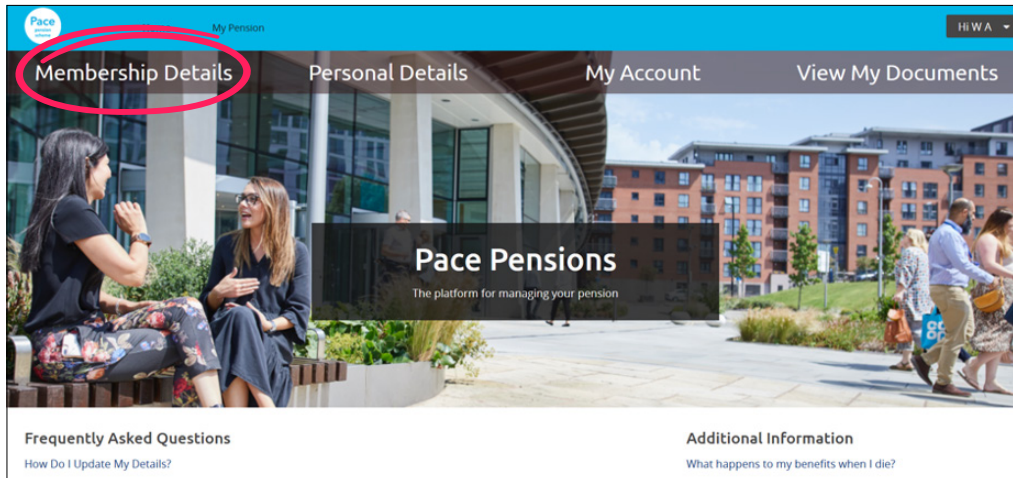 Pace
pension
scheme
My Pension
Hi W A
Membership Details
Personal Details
My Account
View My Documents
Pace Pensions
The platform for managing your pension
Frequently Asked Questions
Additional Information
How Do I Update My Details?
What happens to my benefits when I die?